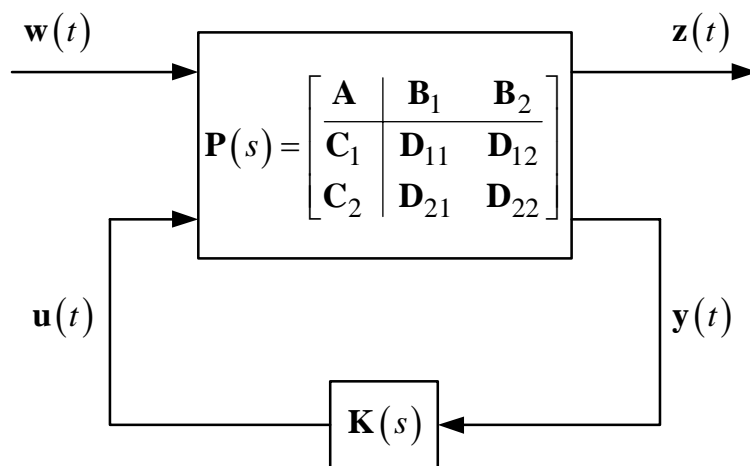 w(t) z(t)
P(s) = [ A | B₁ B₂
C₁ | D₁₁ D₁₂
C₂ | D₂₁ D₂₂ ]
u(t) y(t)
K(s)